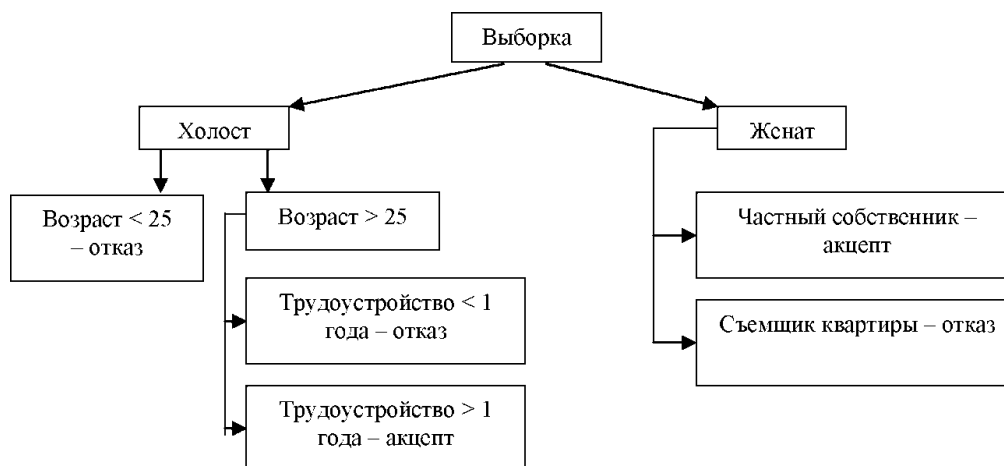 Выборка
Холост
Женат
Возраст < 25
– отказ
Возраст > 25
Частный собственник –
акцепт
Трудоустройство < 1
года – отказ
Съемщик квартиры – отказ
Трудоустройство > 1
года – акцепт